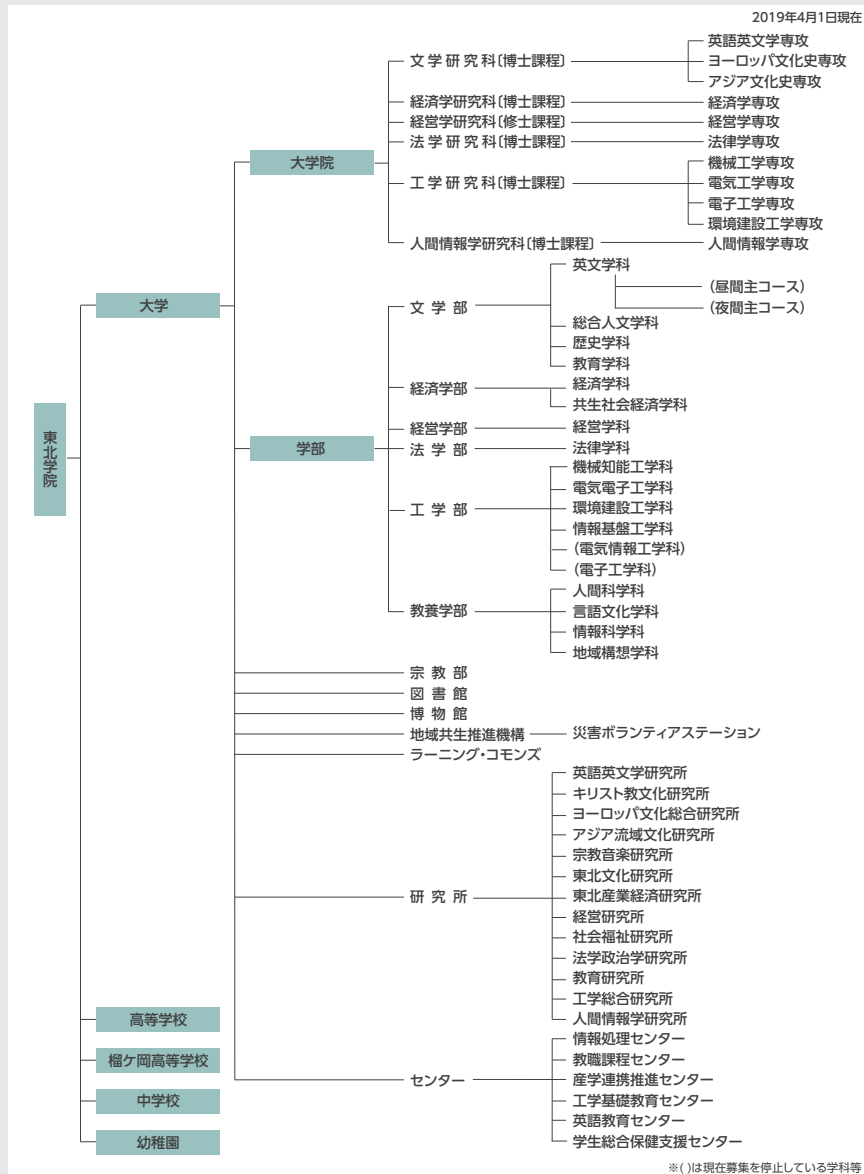 2019年4月1日現在
東北学院
大学
大学院
文学研究科〔博士課程〕
英語英文学専攻
ヨーロッパ文化史専攻
アジア文化史専攻
経済学研究科〔博士課程〕
経済学専攻
経営学研究科〔修士課程〕
経営学専攻
法学研究科〔博士課程〕
法律学専攻
工学研究科〔博士課程〕
機械工学専攻
電気工学専攻
電子工学専攻
環境建設工学専攻
人間情報学研究科〔博士課程〕
人間情報学専攻
学部
文学部
英文学科
(昼間主コース)
(夜間主コース)
総合人文学科
歴史学科
教育学科
経済学部
経済学科
共生社会経済学科
経営学部
経営学科
法学部
法律学科
工学部
機械知能工学科
電気電子工学科
環境建設工学科
情報基盤工学科
(電気情報工学科)
(電子工学科)
教養学部
人間科学科
言語文化学科
情報科学科
地域構想学科
宗教部
図書館
博物館
地域共生推進機構
災害ボランティアステーション
ラーニング・コモンズ
研究所
英語英文学研究所
キリスト教文化研究所
ヨーロッパ文化総合研究所
アジア流域文化研究所
宗教音楽研究所
東北文化研究所
東北産業経済研究所
経営研究所
社会福祉研究所
法学政治学研究所
教育研究所
工学総合研究所
人間情報学研究所
センター
情報処理センター
教職課程センター
産学連携推進センター
工学基礎教育センター
英語教育センター
学生総合保健支援センター
高等学校
榴ケ岡高等学校
中学校
幼稚園
※( )は現在募集を停止している学科等